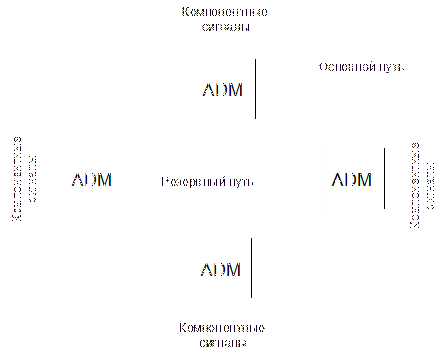 Компонентные
сигналы
Основной путь
ADM
Компонентные
сигналы
ADM
Резервный путь
ADM
Компонентные
сигналы
ADM
Компонентные
сигналы